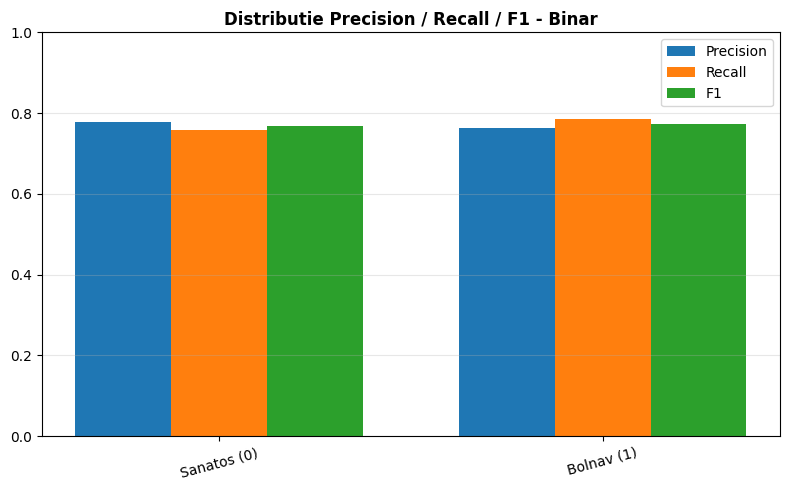 Distributie Precision / Recall / F1 - Binar
Precision
Recall
F1
1.0
0.8
0.6
0.4
0.2
0.0
Sanatos (0)
Bolnav (1)